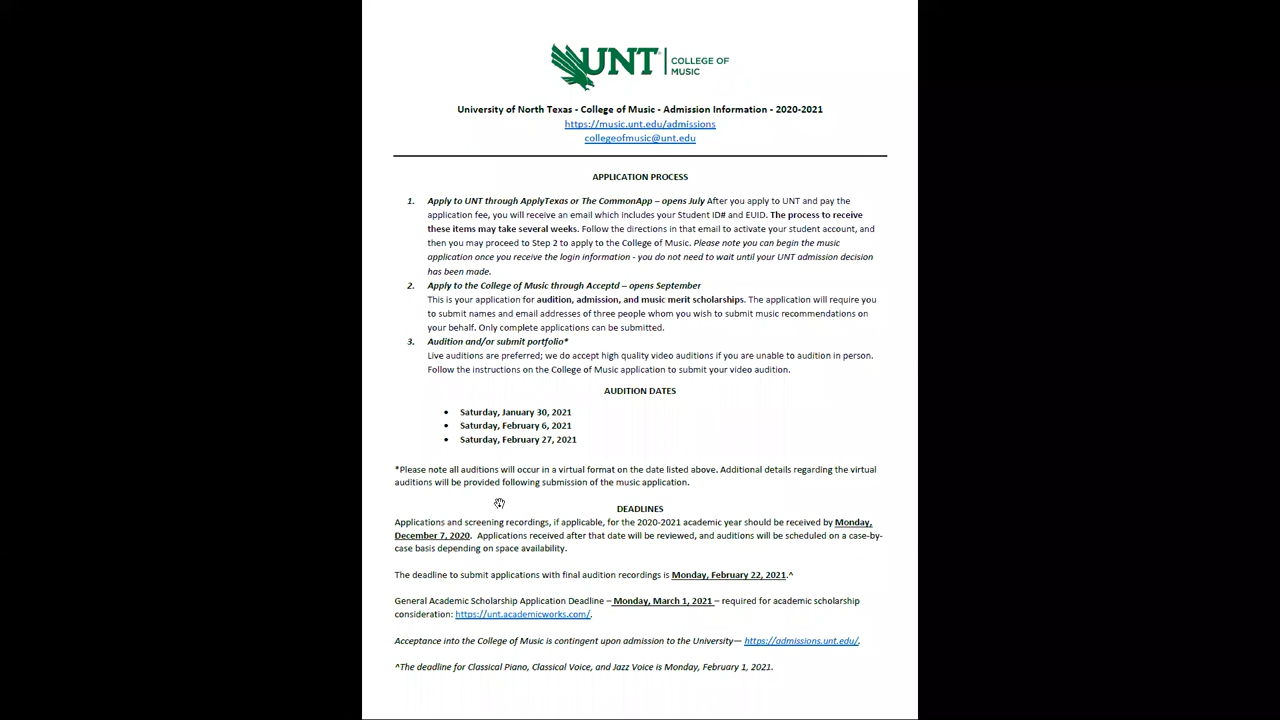 UNT COLLEGE OF
MUSIC
University of North Texas - College of Music - Admission Information - 2020-2021
https://music.unt.edu/admissions
collegeofmusic@unt.edu
APPLICATION PROCESS
1. Apply to UNT through ApplyTexas or The CommonApp – opens July After you apply to UNT and pay the
application fee, you will receive an email which includes your Student ID# and EUID. The process to receive
these items may take several weeks. Follow the directions in that email to activate your student account, and
then you may proceed to Step 2 to apply to the College of Music. Please note you can begin the music
application once you receive the login information - you do not need to wait until your UNT admission decision
has been made.
2. Apply to the College of Music through Acceptd – opens September
This is your application for audition, admission, and music merit scholarships. The application will require you
to submit names and email addresses of three people whom you wish to submit music recommendations on
your behalf. Only complete applications can be submitted.
3. Audition and/or submit portfolio*
Live auditions are preferred; we do accept high quality video auditions if you are unable to audition in person.
Follow the instructions on the College of Music application to submit your video audition.
AUDITION DATES
• Saturday, January 30, 2021
• Saturday, February 6, 2021
• Saturday, February 27, 2021
*Please note all auditions will occur in a virtual format on the date listed above. Additional details regarding the virtual
auditions will be provided following submission of the music application.
DEADLINES
Applications and screening recordings, if applicable, for the 2020-2021 academic year should be received by Monday,
December 7, 2020. Applications received after that date will be reviewed, and auditions will be scheduled on a case-by-
case basis depending on space availability.
The deadline to submit applications with final audition recordings is Monday, February 22, 2021.^
General Academic Scholarship Application Deadline – Monday, March 1, 2021 – required for academic scholarship
consideration: https://unt.academicworks.com/.
Acceptance into the College of Music is contingent upon admission to the University— https://admissions.unt.edu/.
^The deadline for Classical Piano, Classical Voice, and Jazz Voice is Monday, February 1, 2021.